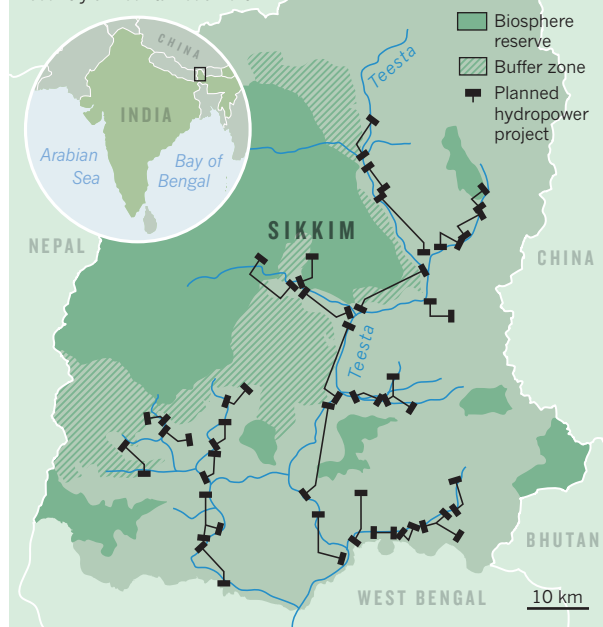 CHINA
INDIA
Arabian
Sea
Bay of
Bengal
Biosphere
reserve
Buffer zone
Planned
hydropower
project
Teesta
SIKKIM
NEPAL
CHINA
Teesta
BHUTAN
WEST BENGAL
10 km